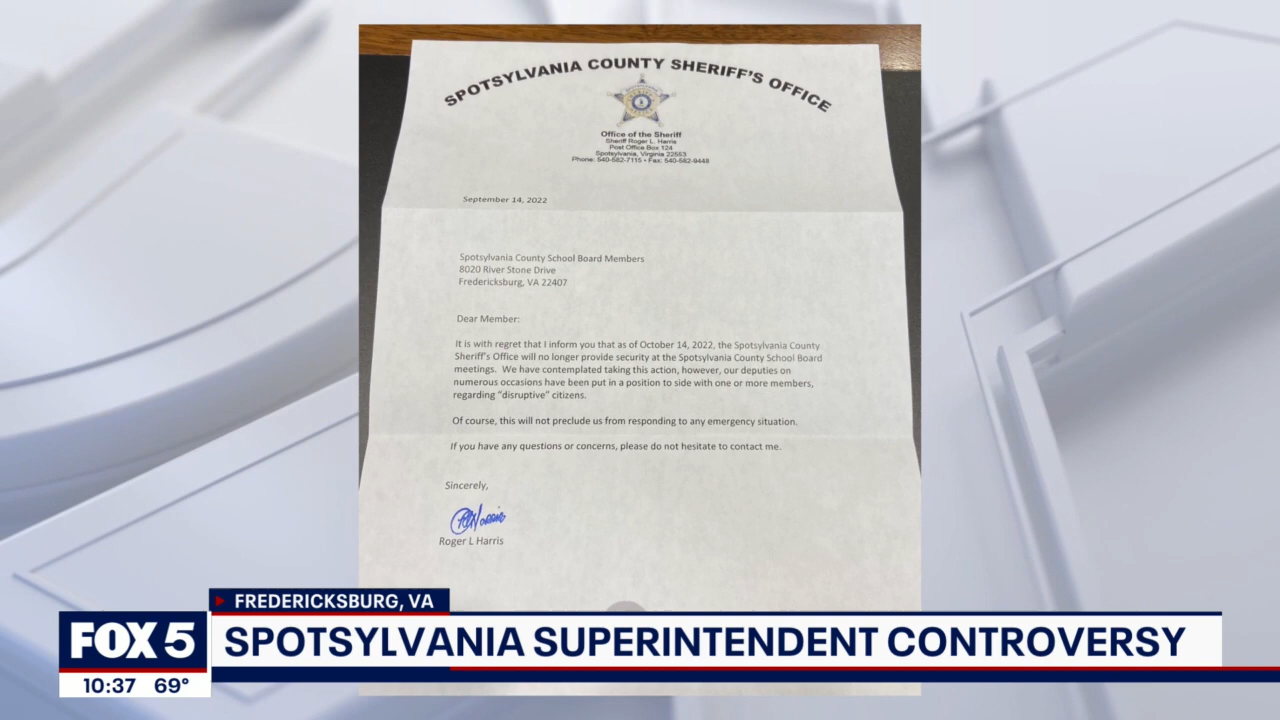 SPOTSYLVANIA COUNTY SHERIFF'S OFFICE
Office of the Sheriff
Sheriff Roger L. Harris
Post Office Box 124
Spotsylvania, Virginia 22553
Phone: 540-582-7115 • Fax: 540-582-9448
September 14, 2022
Spotsylvania County School Board Members
8020 River Stone Drive
Fredericksburg, VA 22407
Dear Member:
It is with regret that I inform you that as of October 14, 2022, the Spotsylvania County
Sheriff's Office will no longer provide security at the Spotsylvania County School Board
meetings. We have contemplated taking this action, however, our deputies on
numerous occasions have been put in a position to side with one or more members,
regarding "disruptive" citizens.
Of course, this will not preclude us from responding to any emergency situation.
If you have any questions or concerns, please do not hesitate to contact me.
Sincerely,
RLHarris
Roger L Harris
FREDERICKSBURG, VA
FOX 5
SPOTSYLVANIA SUPERINTENDENT CONTROVERSY
10:37 69°